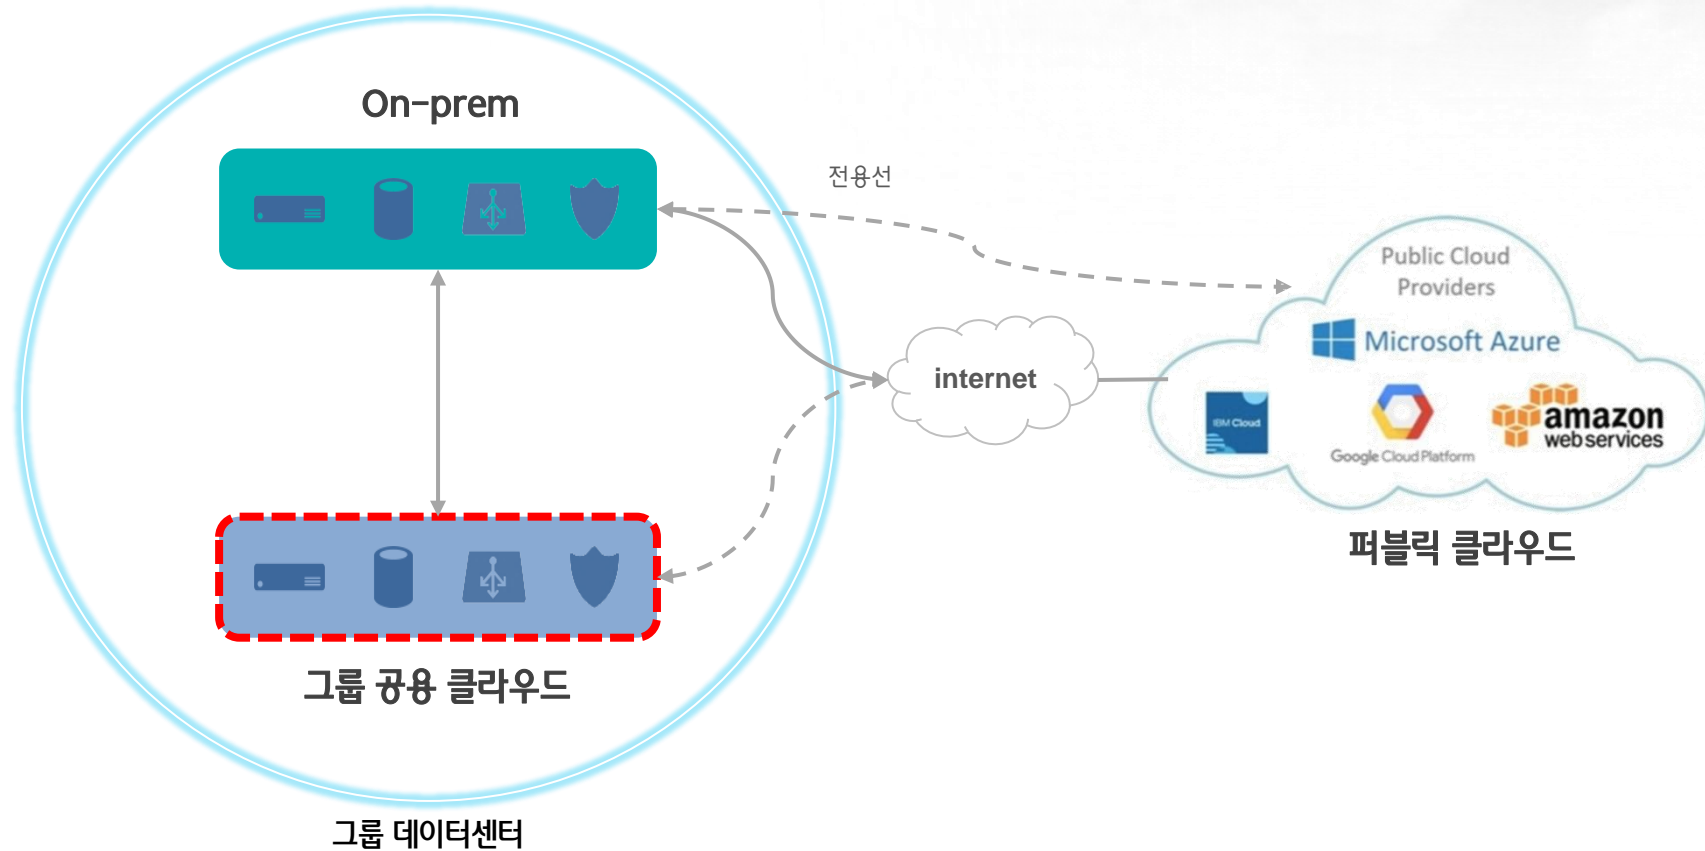 On-prem
전용선
Public Cloud
Providers
Microsoft Azure
internet
IBM Cloud
amazon
webservices
Google Cloud Platform
퍼블릭 클라우드
그룹 공용 클라우드
그룹 데이터센터